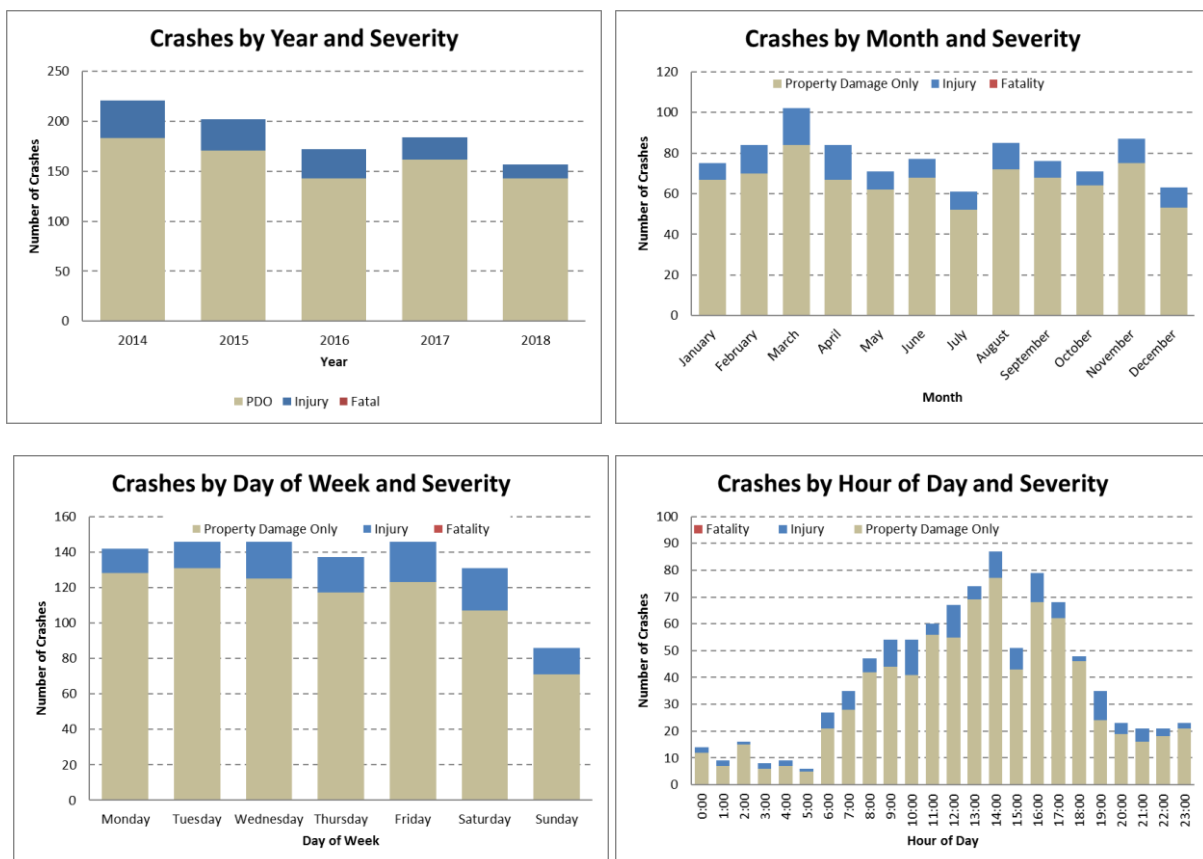 Crashes by Year and Severity
250
200
150
100
50
0
Number of Crashes
2014 2015 2016 2017 2018
Year
PDO Injury Fatal
Crashes by Month and Severity
Property Damage Only Injury Fatality
120
100
80
60
40
20
0
Number of Crashes
January February March April May June July August September October November December
Month
Crashes by Day of Week and Severity
Property Damage Only Injury Fatality
160
140
120
100
80
60
40
20
0
Number of Crashes
Monday Tuesday Wednesday Thursday Friday Saturday Sunday
Day of Week
Crashes by Hour of Day and Severity
Fatality Injury Property Damage Only
100
90
80
70
60
50
40
30
20
10
0
Number of Crashes
0:00 1:00 2:00 3:00 4:00 5:00 6:00 7:00 8:00 9:00 10:00 11:00 12:00 13:00 14:00 15:00 16:00 17:00 18:00 19:00 20:00 21:00 22:00 23:00
Hour of Day